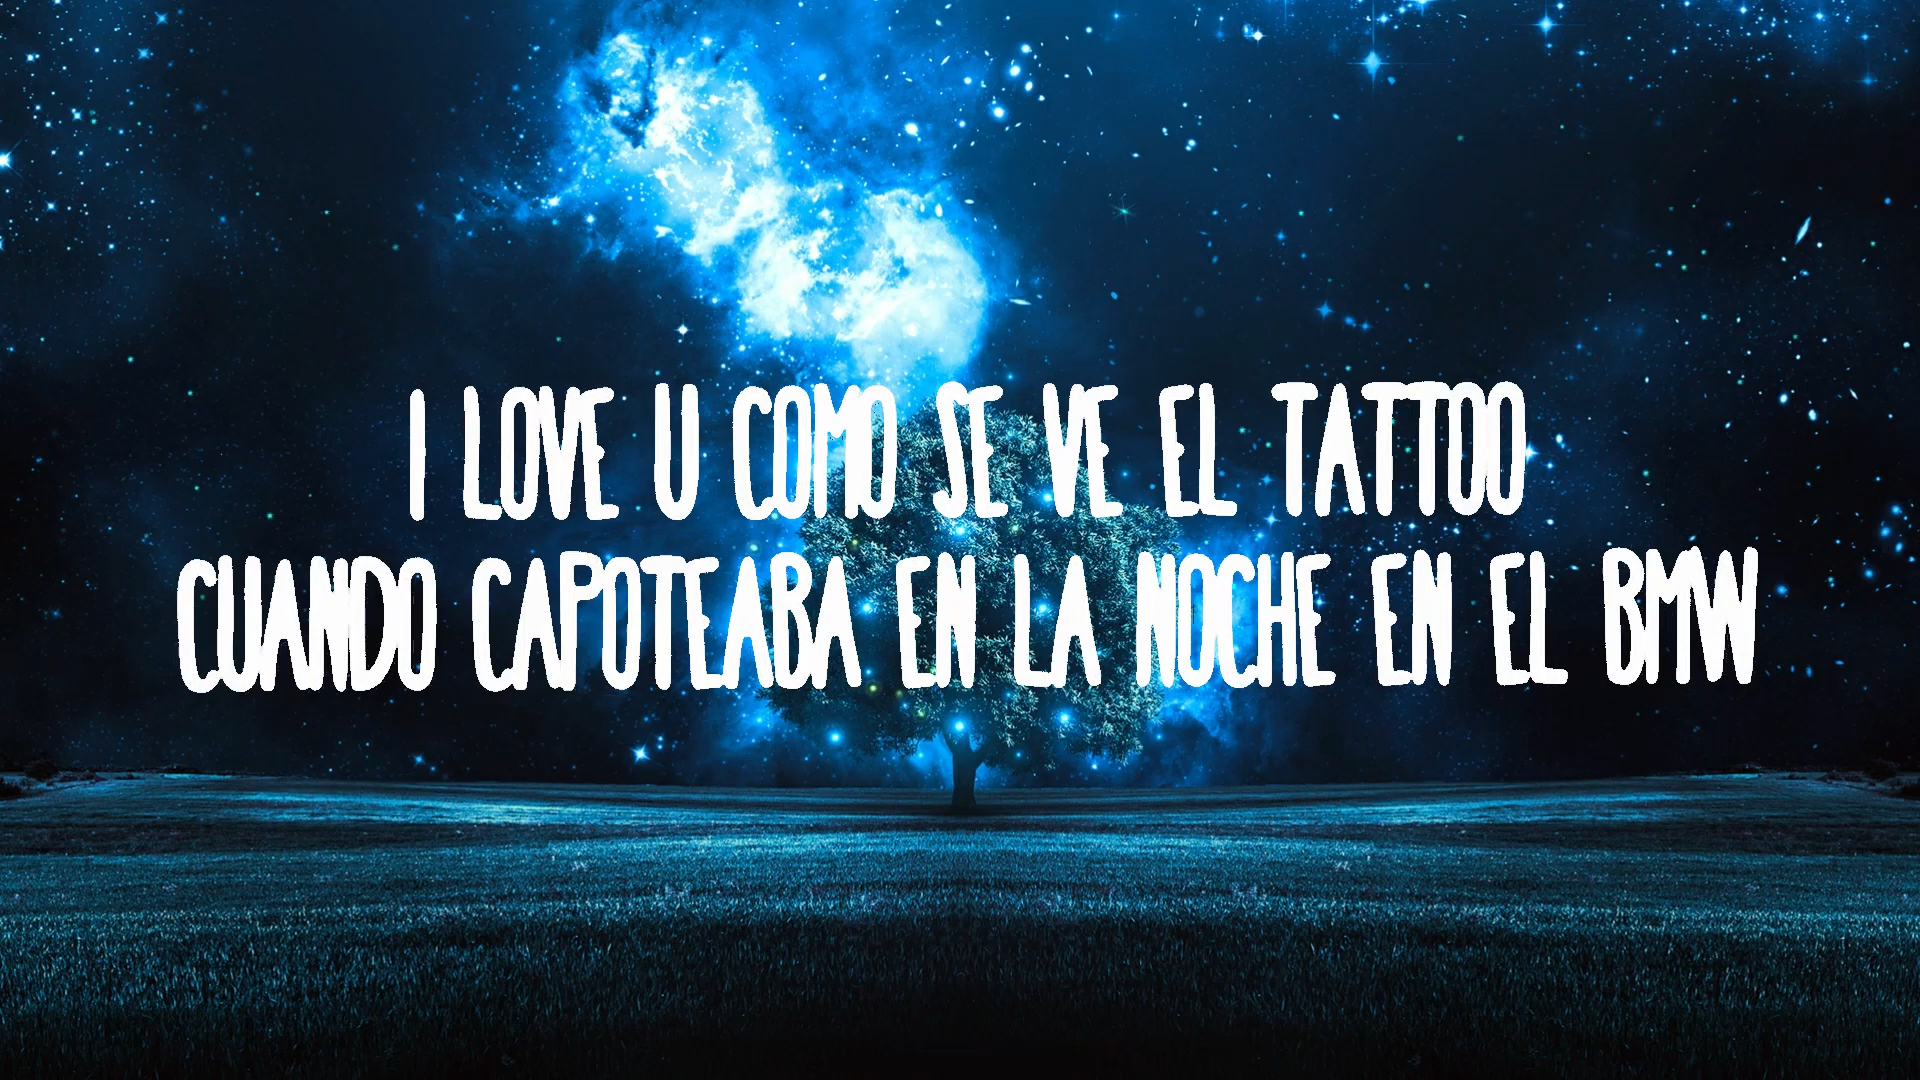 I LOVE U COMO SE VE EL TATTOO
CUANDO CAPOTEABA EN LA NOCHE EN EL BMW